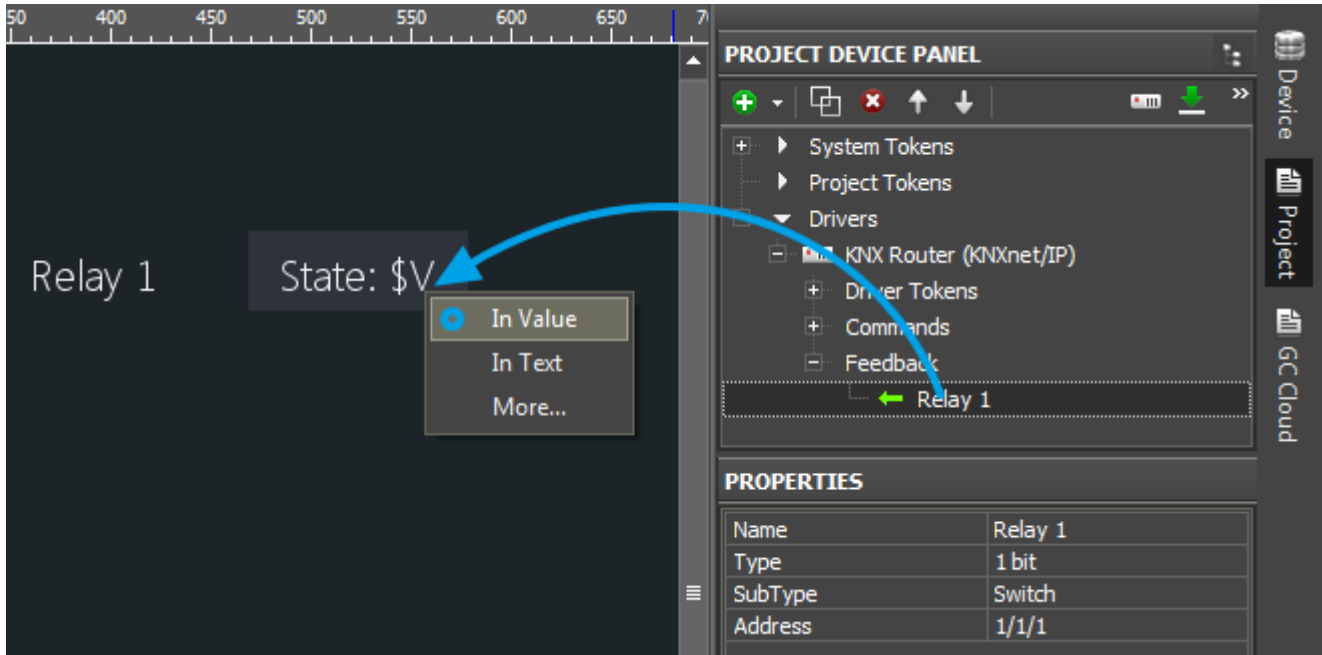 50 400 450 500 550 600 650 7
PROJECT DEVICE PANEL
System Tokens
Project Tokens
Drivers
KNX Router (KNXnet/IP)
Driver Tokens
Commands
Feedback
Relay 1
Relay 1
State: $V
In Value
In Text
More...
PROPERTIES
Name Relay 1
Type 1 bit
SubType Switch
Address 1/1/1
Device
Project
GC Cloud